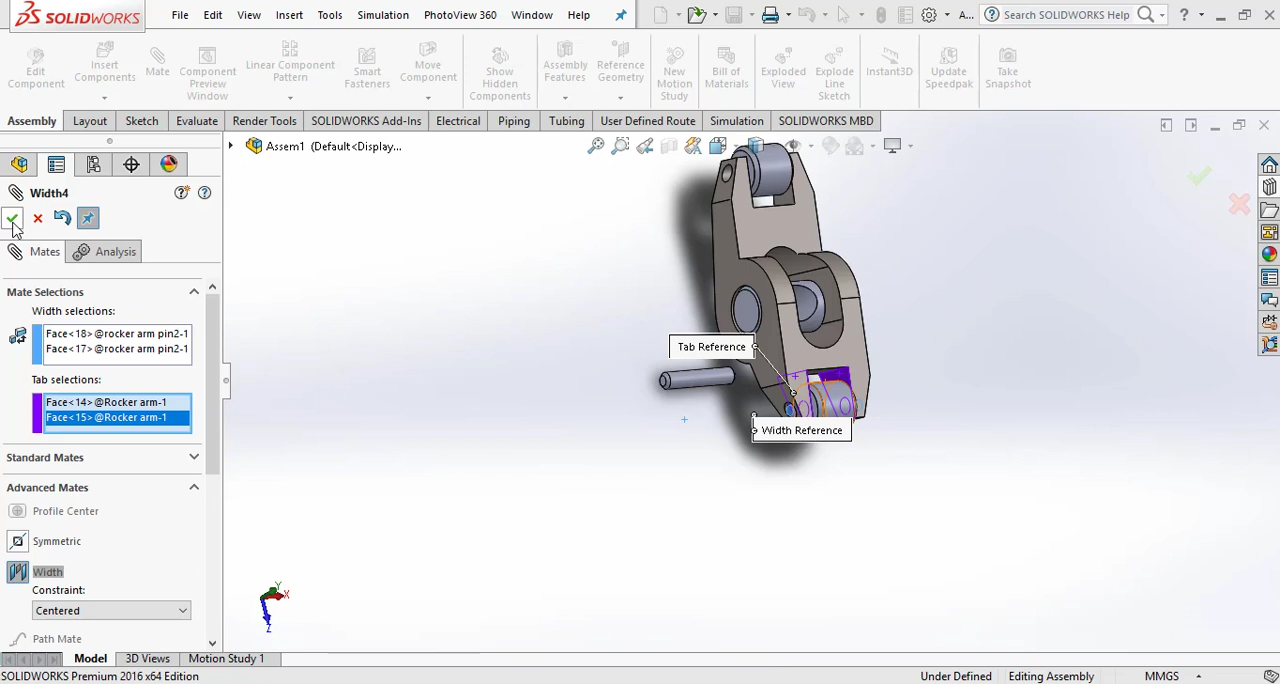 SOLIDWORKS File Edit View Insert Tools Simulation PhotoView 360 Window Help A... Search SOLIDWORKS Help
Edit Component
Insert Components
Mate
Component Preview Window
Linear Component Pattern
Smart Fasteners
Move Component
Show Hidden Components
Assembly Features
Reference Geometry
New Motion Study
Bill of Materials
Exploded View
Explode Line Sketch
Instant3D
Update Speedpak
Take Snapshot
Assembly Layout Sketch Evaluate Render Tools SOLIDWORKS Add-Ins Electrical Piping Tubing User Defined Route Simulation SOLIDWORKS MBD
Assem1 (Default<Display...
Width4
Mates Analysis
Mate Selections
Width selections:
Face<18>@rocker arm pin2-1
Face<17>@rocker arm pin2-1
Tab selections:
Face<14>@Rocker arm-1
Face<15>@Rocker arm-1
Standard Mates
Advanced Mates
Profile Center
Symmetric
Width
Constraint:
Centered
Path Mate
Tab Reference
Width Reference
Y
X
Z
Model 3D Views Motion Study 1
SOLIDWORKS Premium 2016 x64 Edition Under Defined Editing Assembly MMGS